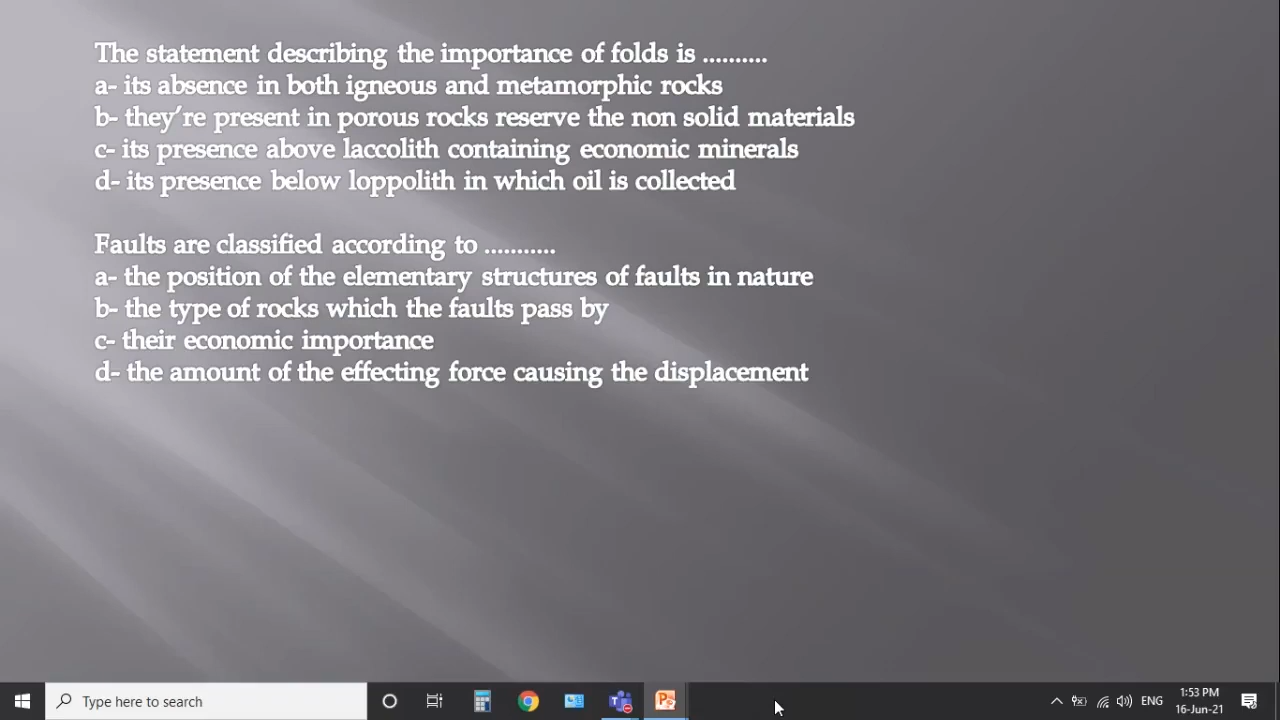 The statement describing the importance of folds is ..........
a- its absence in both igneous and metamorphic rocks
b- they're present in porous rocks reserve the non solid materials
c- its presence above laccolith containing economic minerals
d- its presence below loppolith in which oil is collected
Faults are classified according to ...........
a- the position of the elementary structures of faults in nature
b- the type of rocks which the faults pass by
c- their economic importance
d- the amount of the effecting force causing the displacement
Type here to search
ENG
1:53 PM
16-Jun-21